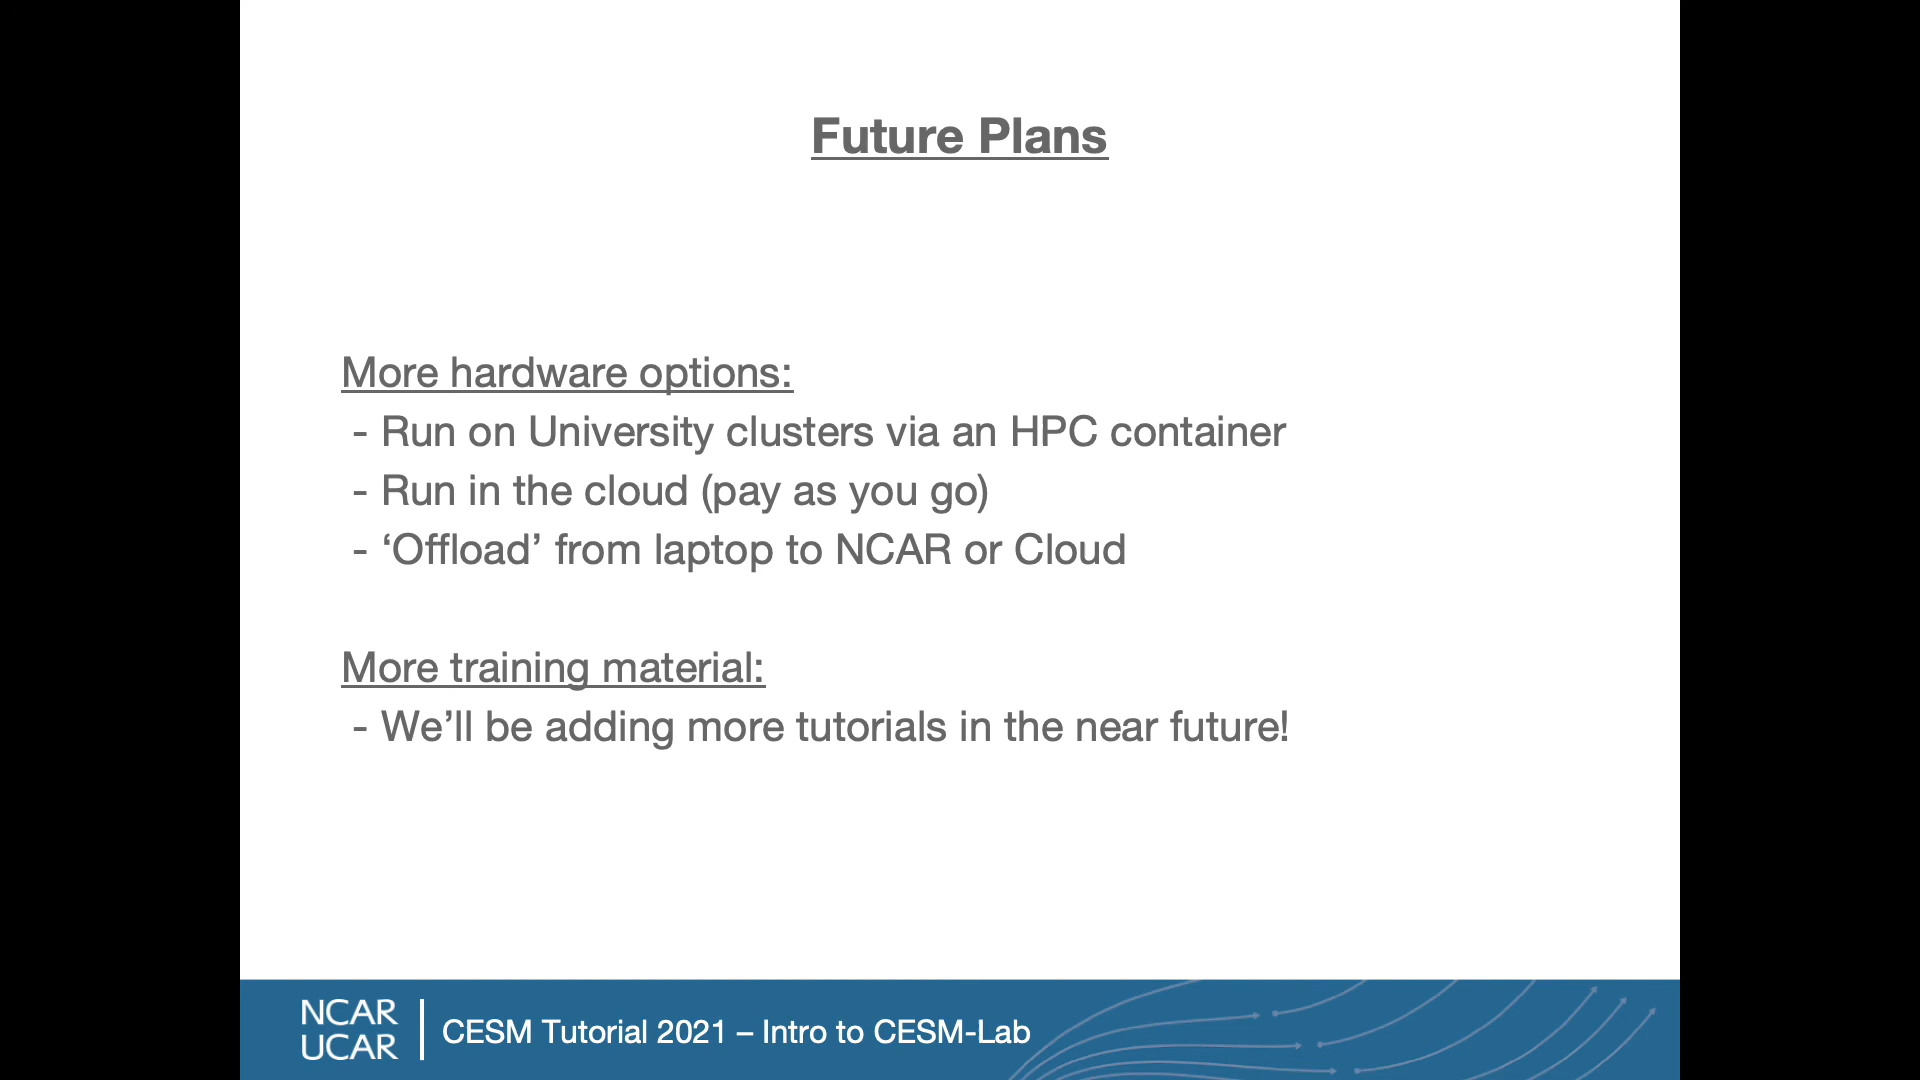 Future Plans
More hardware options:
- Run on University clusters via an HPC container
- Run in the cloud (pay as you go)
- ‘Offload’ from laptop to NCAR or Cloud
More training material:
- We’ll be adding more tutorials in the near future!
NCAR
UCAR
CESM Tutorial 2021 – Intro to CESM-Lab